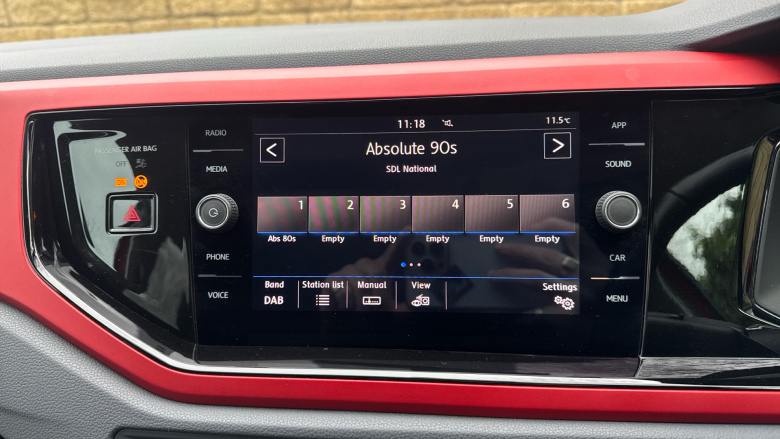 PASSENGER AIR BAG
OFF
ON
RADIO
MEDIA
PHONE
VOICE
11:18
11.5°C
<
Absolute 90s
>
SDL National
1 2 3 4 5 6
Abs 80s Empty Empty Empty Empty Empty
Band Station list Manual View Settings
DAB
APP
SOUND
CAR
MENU